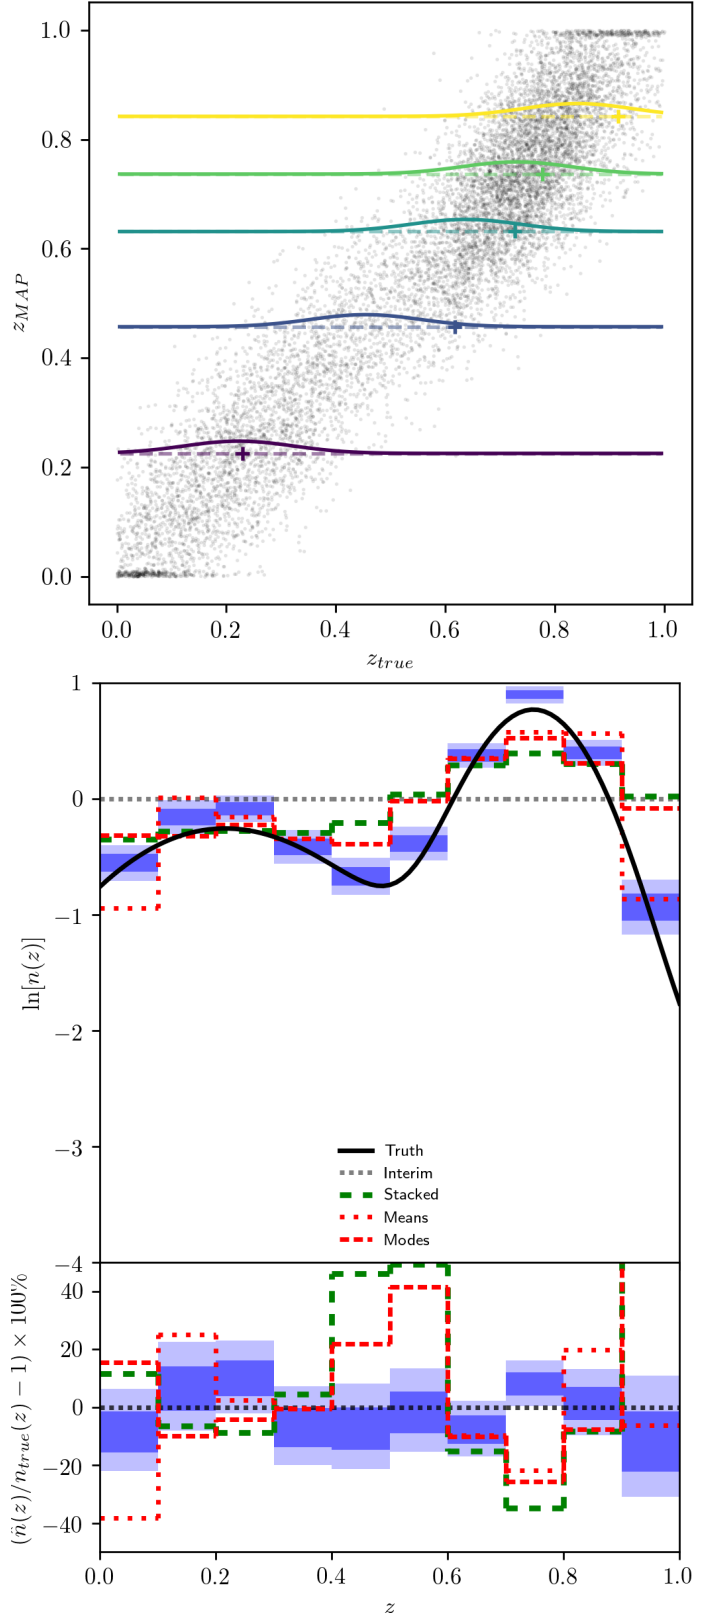 1.0
0.8
0.6
0.4
0.2
0.0
z_{MAP}
0.0 0.2 0.4 0.6 0.8 1.0
z_{true}
1
0
−1
−2
−3
−4
ln[n(z)]
Truth
Interim
Stacked
Means
Modes
40
20
0
−20
−40
(n̂(z)/n_{true}(z) − 1) × 100%
0.0 0.2 0.4 0.6 0.8 1.0
z